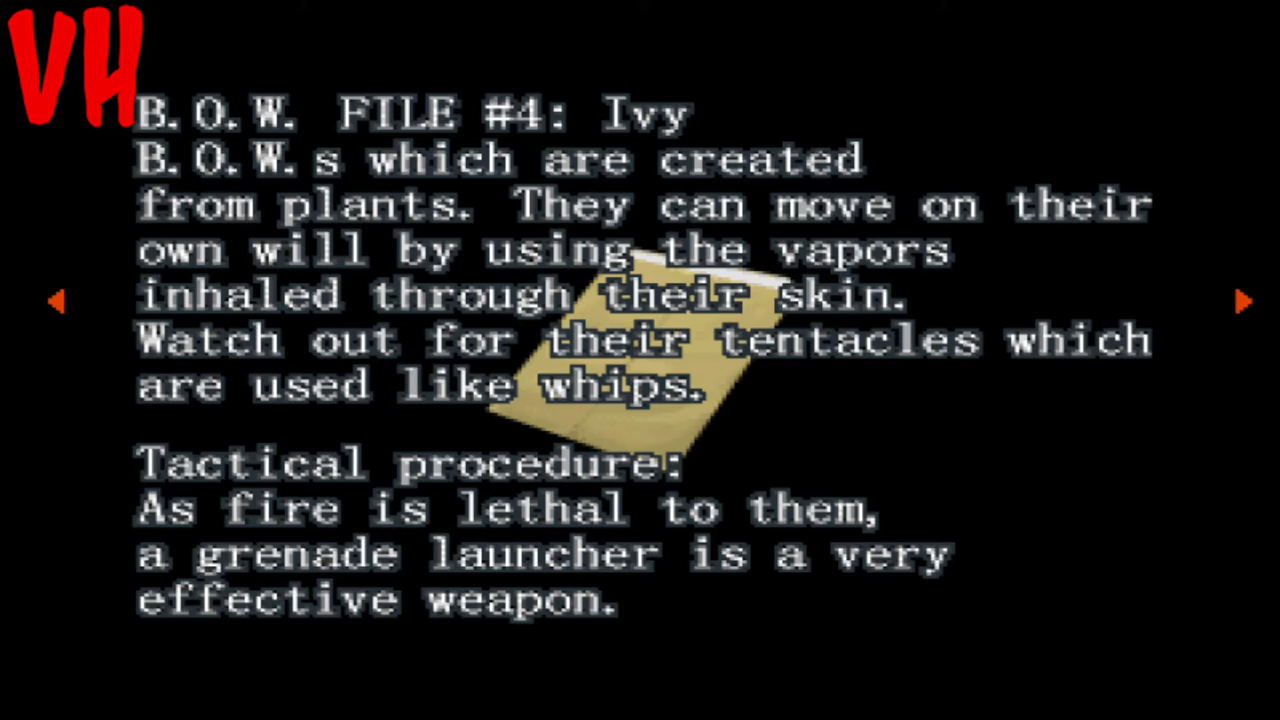 VH
B.O.W. FILE #4: Ivy
B.O.W.s which are created
from plants. They can move on their
own will by using the vapors
inhaled through their skin.
Watch out for their tentacles which
are used like whips.
Tactical procedure:
As fire is lethal to them,
a grenade launcher is a very
effective weapon.